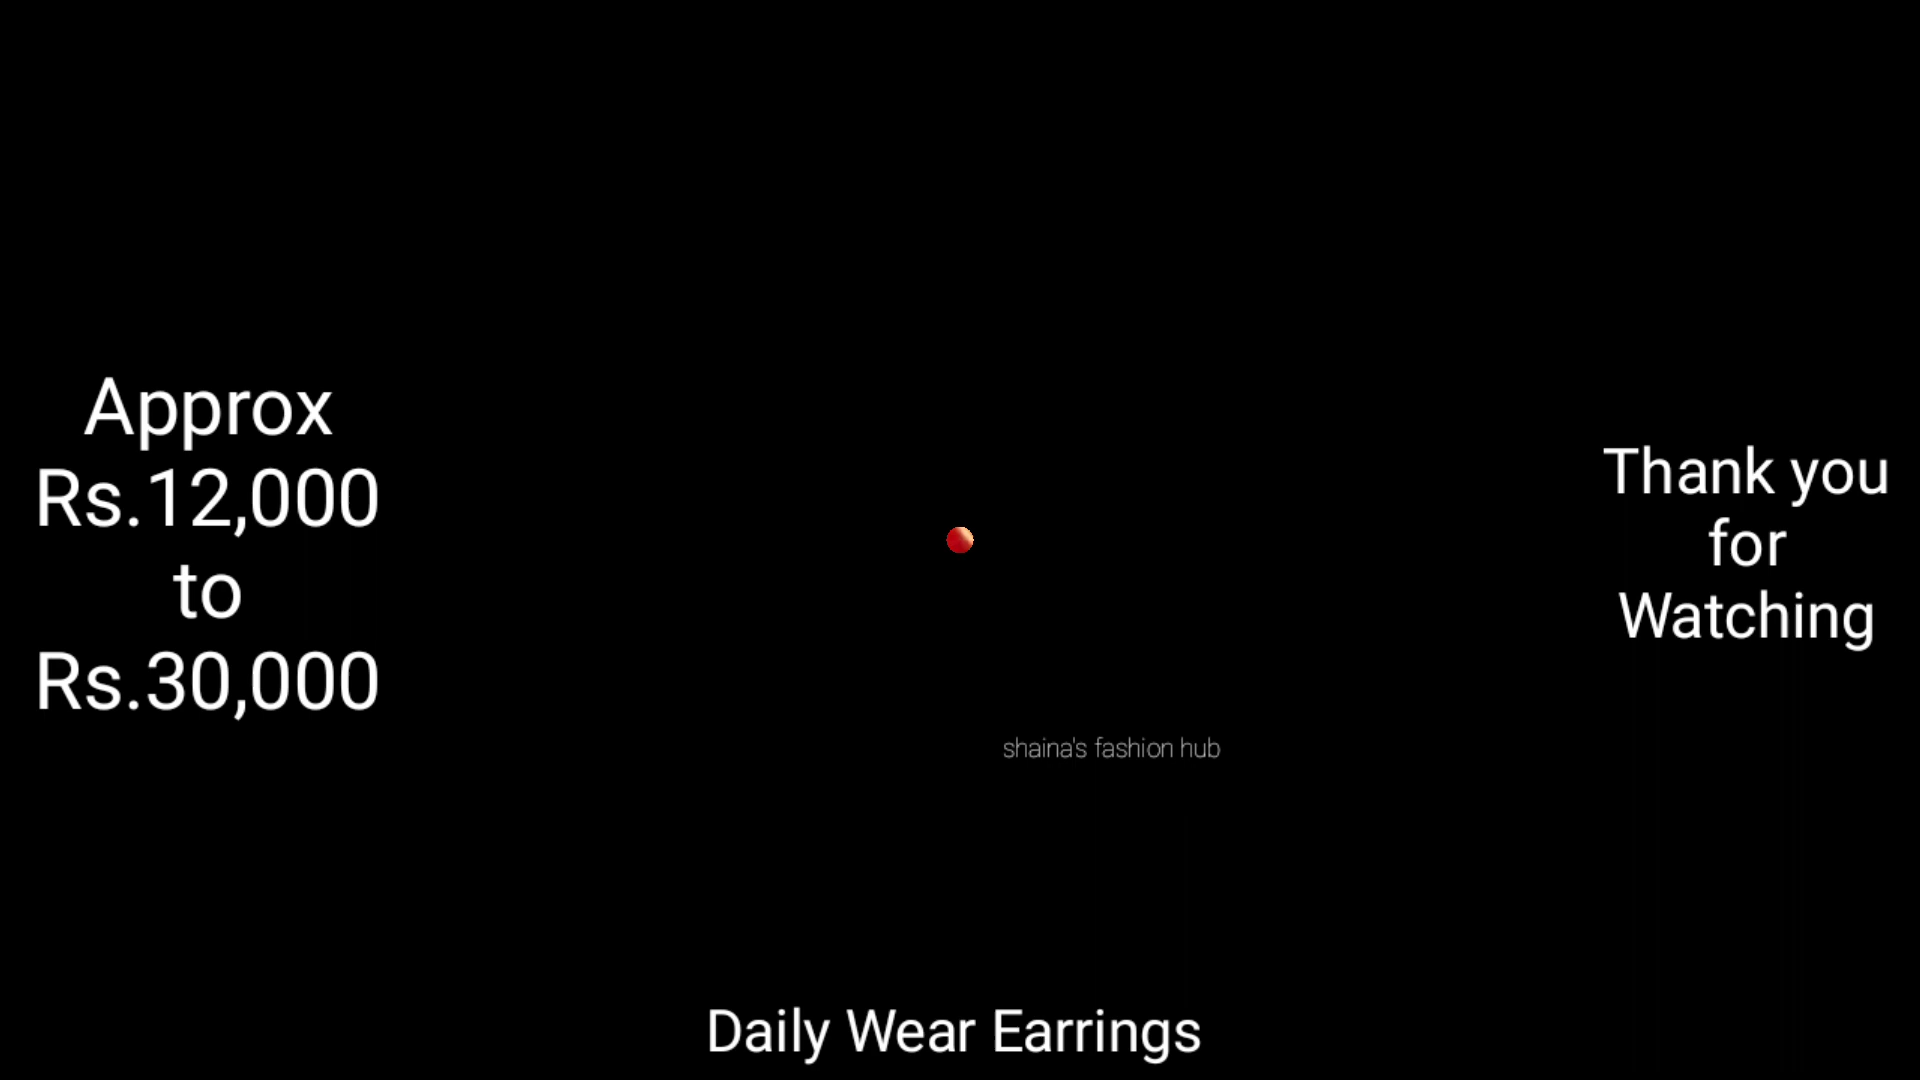 Approx
Rs.12,000
to
Rs.30,000
Thank you
for
Watching
shaina's fashion hub
Daily Wear Earrings